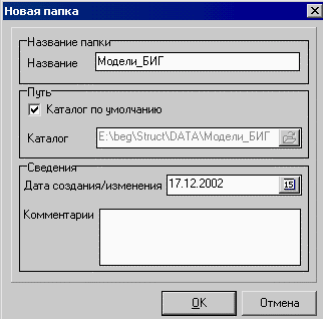 Новая папка
Название папки
Название Модели_БИГ
Путь
Каталог по умолчанию
Каталог E:\beg\Struct\DATA\Модели_БИГ
Сведения
Дата создания/изменения 17.12.2002 15
Комментарии
OK Отмена